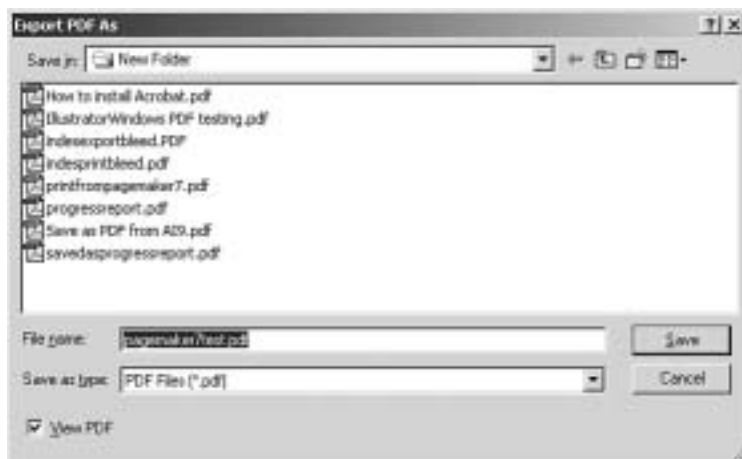 Export PDF As
Save in: New Folder
How to install Acrobat.pdf
IllustratorWindows PDF testing.pdf
indesexportbleed.PDF
indesprintbleed.pdf
printfrompagemaker7.pdf
progressreport.pdf
Save as PDF from AI9.pdf
savedasprogressreport.pdf
File name: pagemaker7test.pdf Save
Save as type: PDF Files (*.pdf) Cancel
View PDF